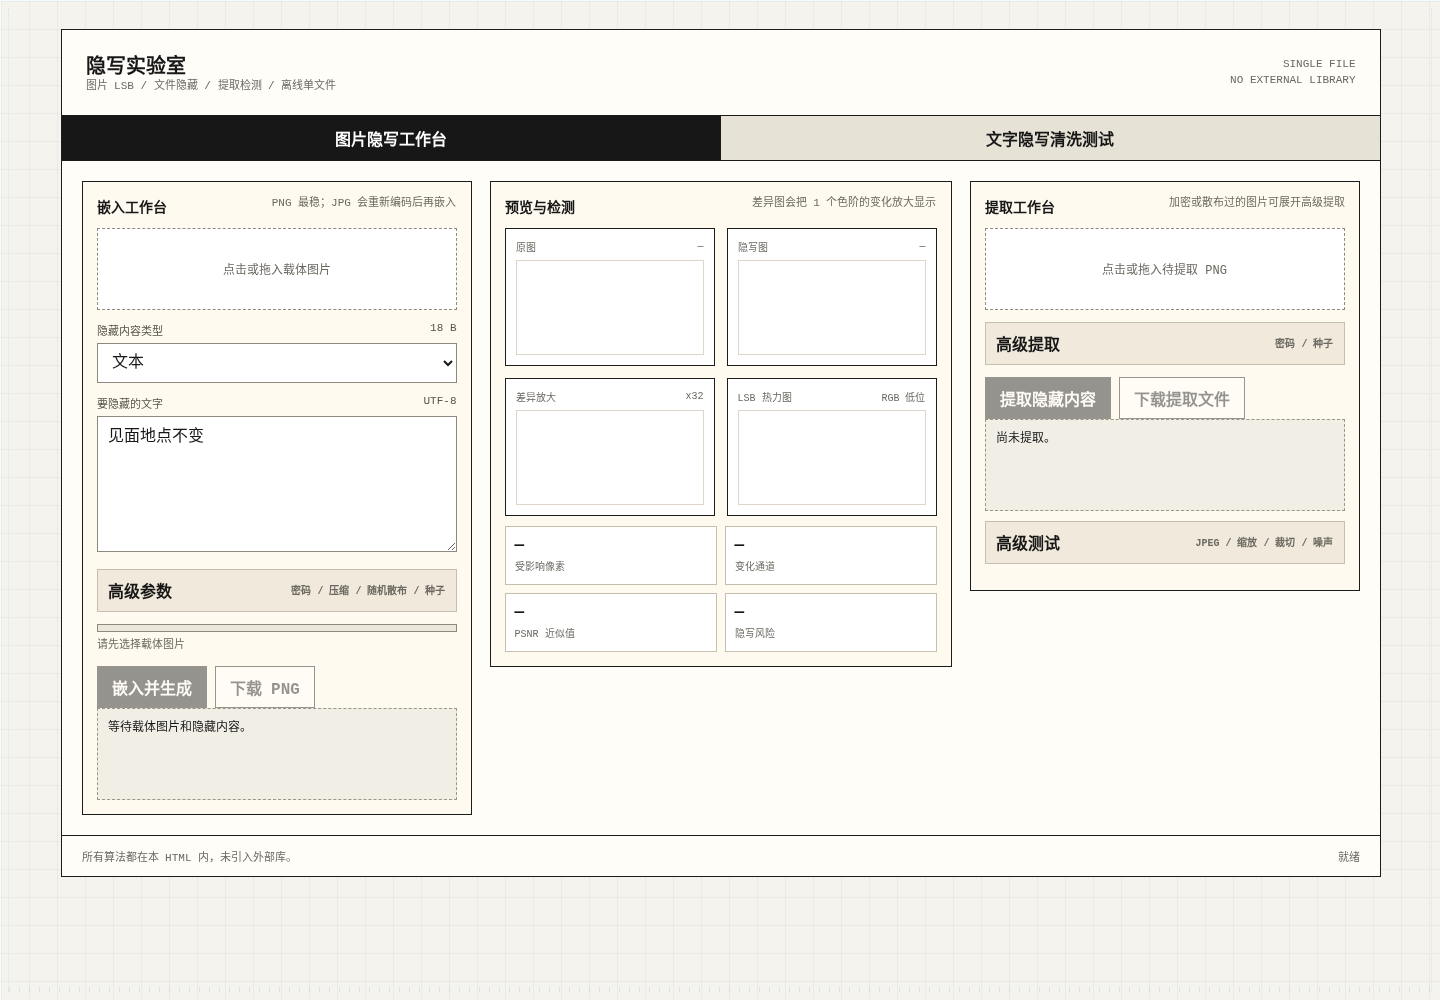 隐写实验室
图片 LSB / 文件隐藏 / 提取检测 / 离线单文件
SINGLE FILE
NO EXTERNAL LIBRARY
图片隐写工作台
文字隐写清洗测试
嵌入工作台
PNG 最稳；JPG 会重新编码后再嵌入
点击或拖入载体图片
隐藏内容类型
18 B
文本
要隐藏的文字
UTF-8
见面地点不变
高级参数
密码 / 压缩 / 随机散布 / 种子
请先选择载体图片
嵌入并生成
下载 PNG
等待载体图片和隐藏内容。
预览与检测
差异图会把 1 个色阶的变化放大显示
原图
—
隐写图
—
差异放大
x32
LSB 热力图
RGB 低位
—
受影响像素
—
变化通道
—
PSNR 近似值
—
隐写风险
提取工作台
加密或散布过的图片可展开高级提取
点击或拖入待提取 PNG
高级提取
密码 / 种子
提取隐藏内容
下载提取文件
尚未提取。
高级测试
JPEG / 缩放 / 裁切 / 噪声
所有算法都在本 HTML 内，未引入外部库。
就绪